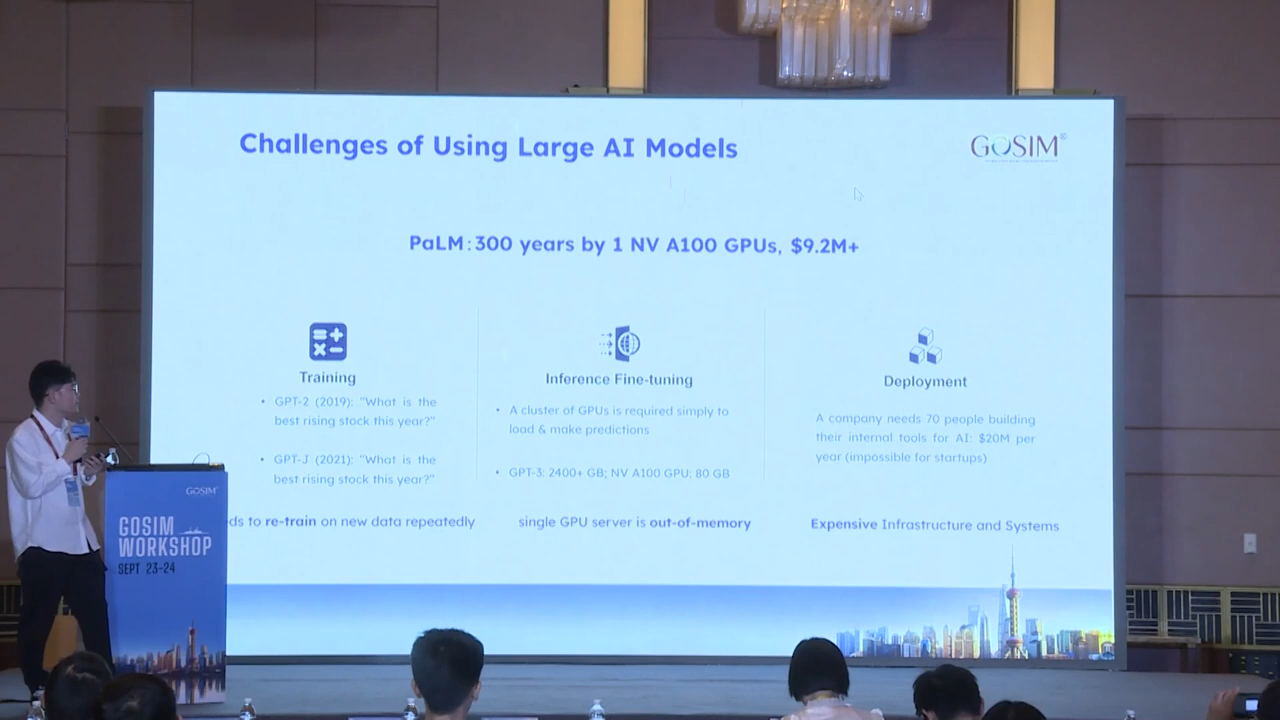 Challenges of Using Large AI Models
GOSIM
PaLM: 300 years by 1 NV A100 GPUs, $9.2M+
Training
• GPT-2 (2019): "What is the
best rising stock this year?"
• GPT-J (2021): "What is the
best rising stock this year?"
ds to re-train on new data repeatedly
Inference Fine-tuning
• A cluster of GPUs is required simply to
load & make predictions
• GPT-3: 2400+ GB; NV A100 GPU: 80 GB
single GPU server is out-of-memory
Deployment
A company needs 70 people building
their internal tools for AI: $20M per
year (impossible for startups)
Expensive Infrastructure and Systems
GOSIM
GOSIM
WORKSHOP
SEPT 23-24